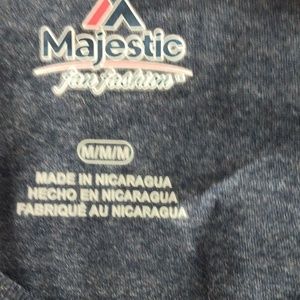 Majestic
fan fashion
M/M/M
MADE IN NICARAGUA
HECHO EN NICARAGUA
FABRIQUÉ AU NICARAGUA